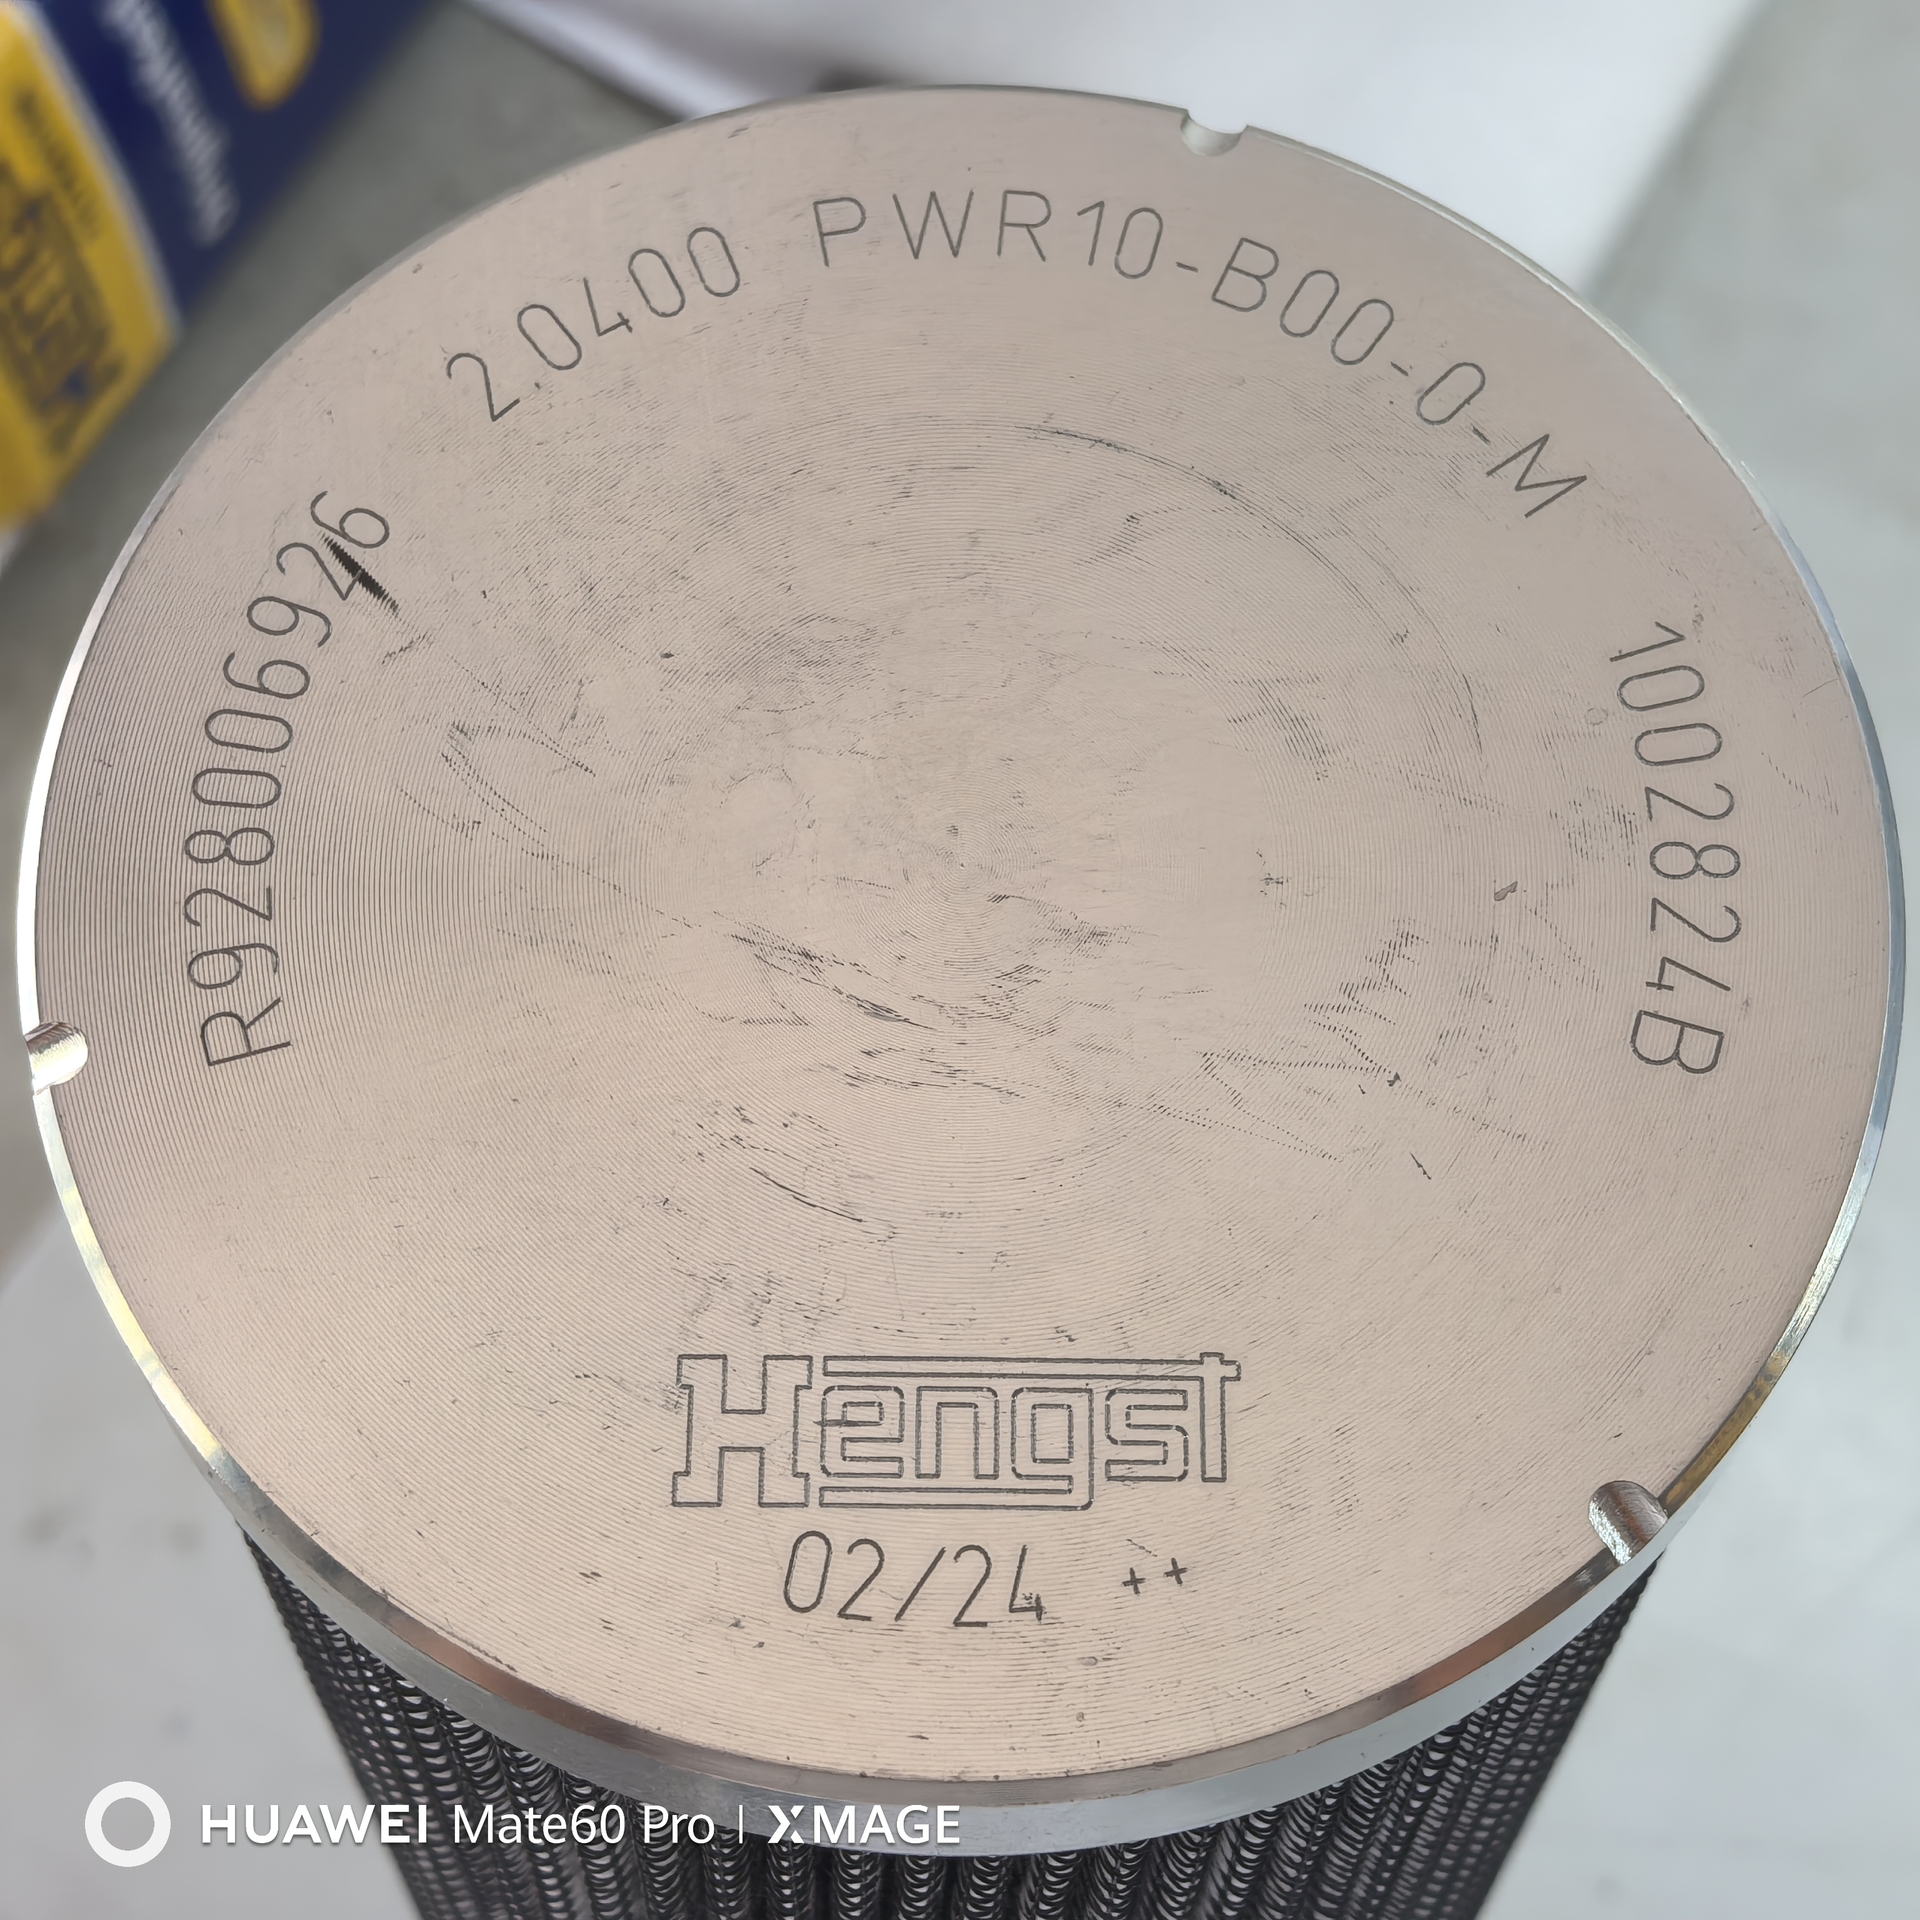 R928006926 2.0400 PWR10-B00-0-M 1002824B
Hengst
02/24 ++
HUAWEI Mate60 Pro | XMAGE